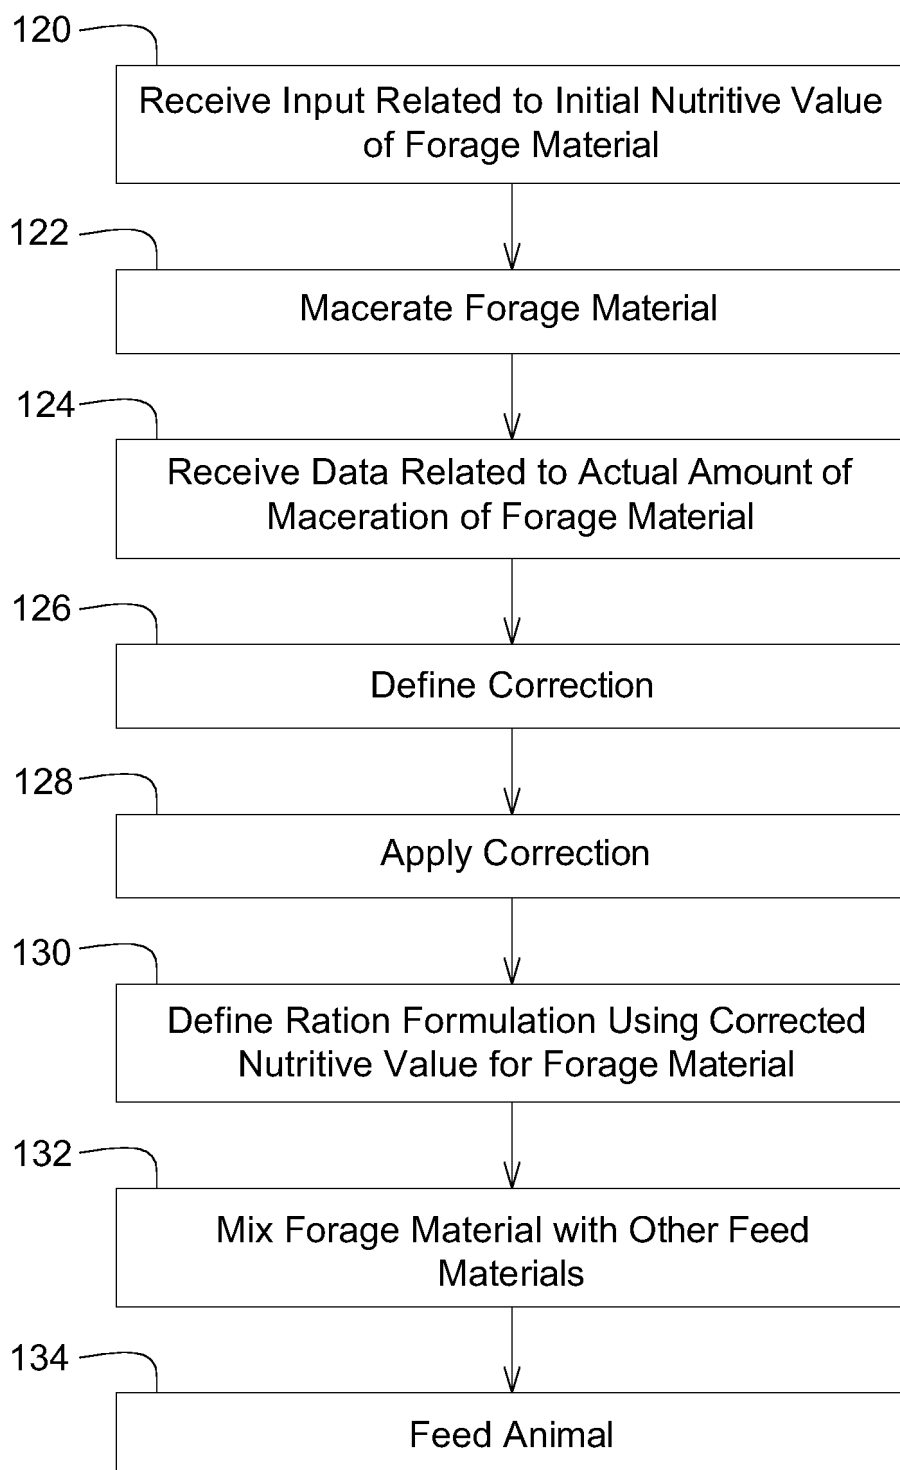 120
Receive Input Related to Initial Nutritive Value
of Forage Material
122
Macerate Forage Material
124
Receive Data Related to Actual Amount of
Maceration of Forage Material
126
Define Correction
128
Apply Correction
130
Define Ration Formulation Using Corrected
Nutritive Value for Forage Material
132
Mix Forage Material with Other Feed
Materials
134
Feed Animal